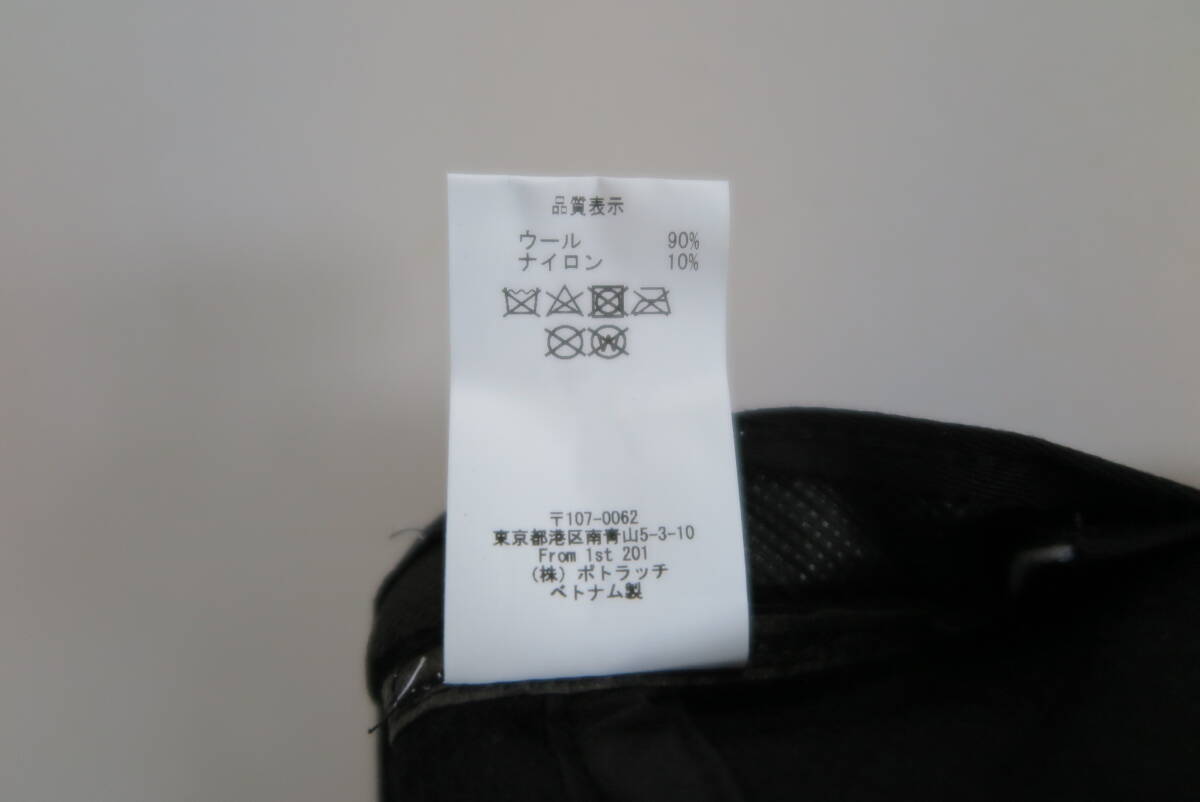 品質表示
ウール 90%
ナイロン 10%
W
〒107-0062
東京都港区南青山5-3-10
From 1st 201
(株) ポトラッチ
ベトナム製